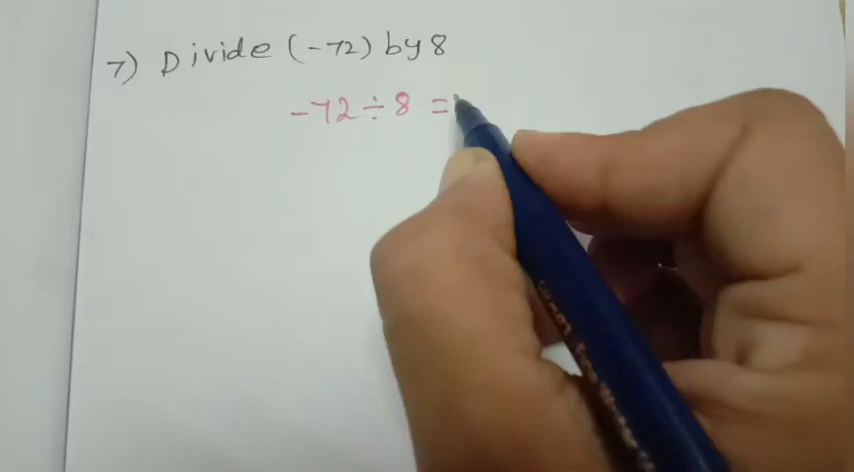 7) Divide (-72) by 8
-72 ÷ 8 =